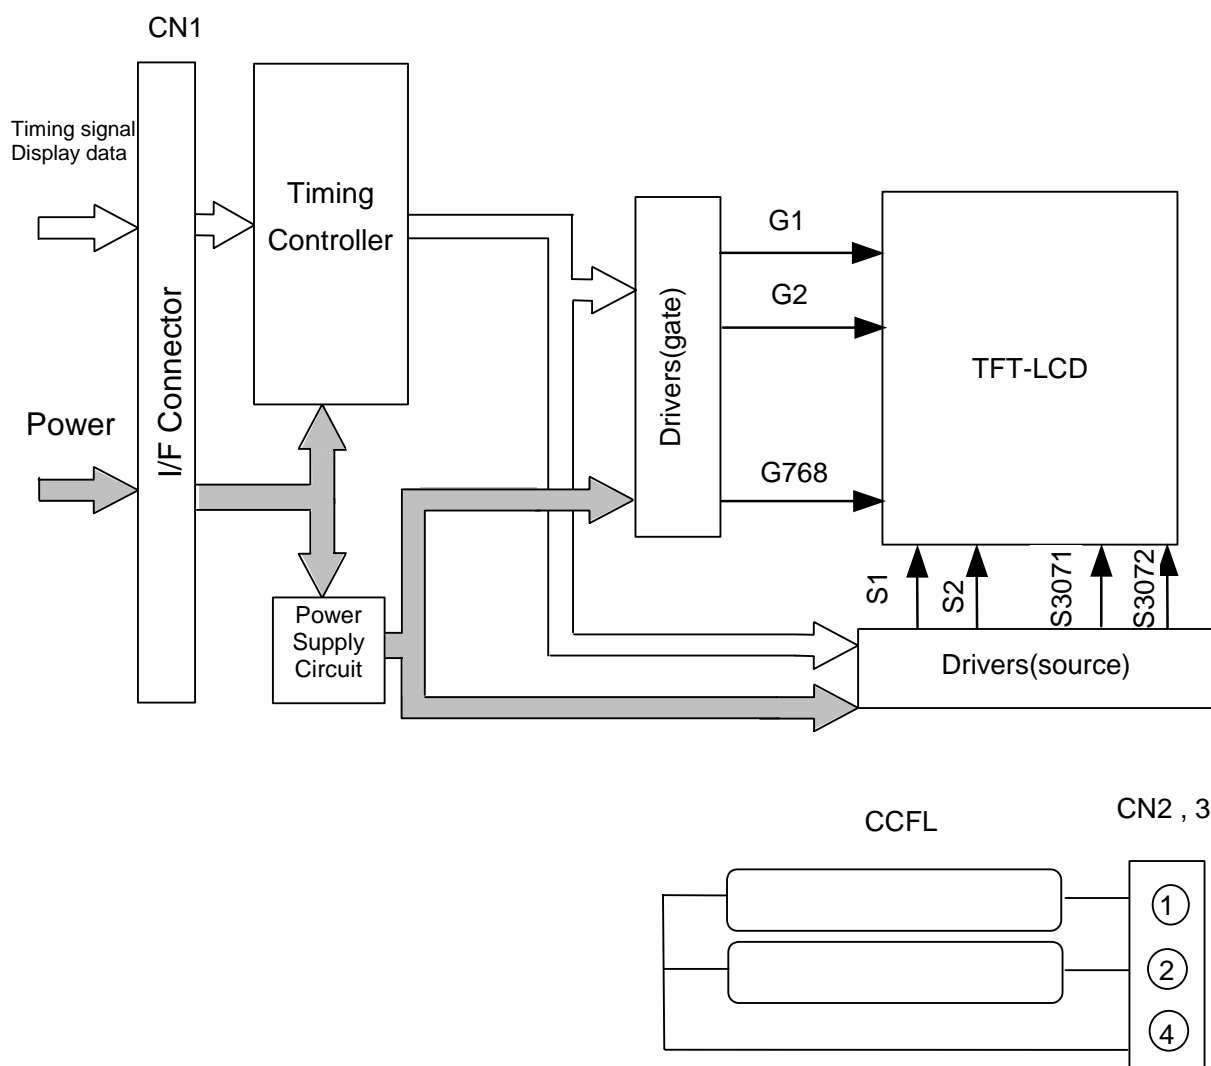 CN1
Timing signal
Display data
Timing
Controller
I/F Connector
Power
Drivers(gate)
G1
G2
G768
TFT-LCD
S1
S2
S3071
S3072
Power
Supply
Circuit
Drivers(source)
CCFL
CN2 , 3
1
2
4